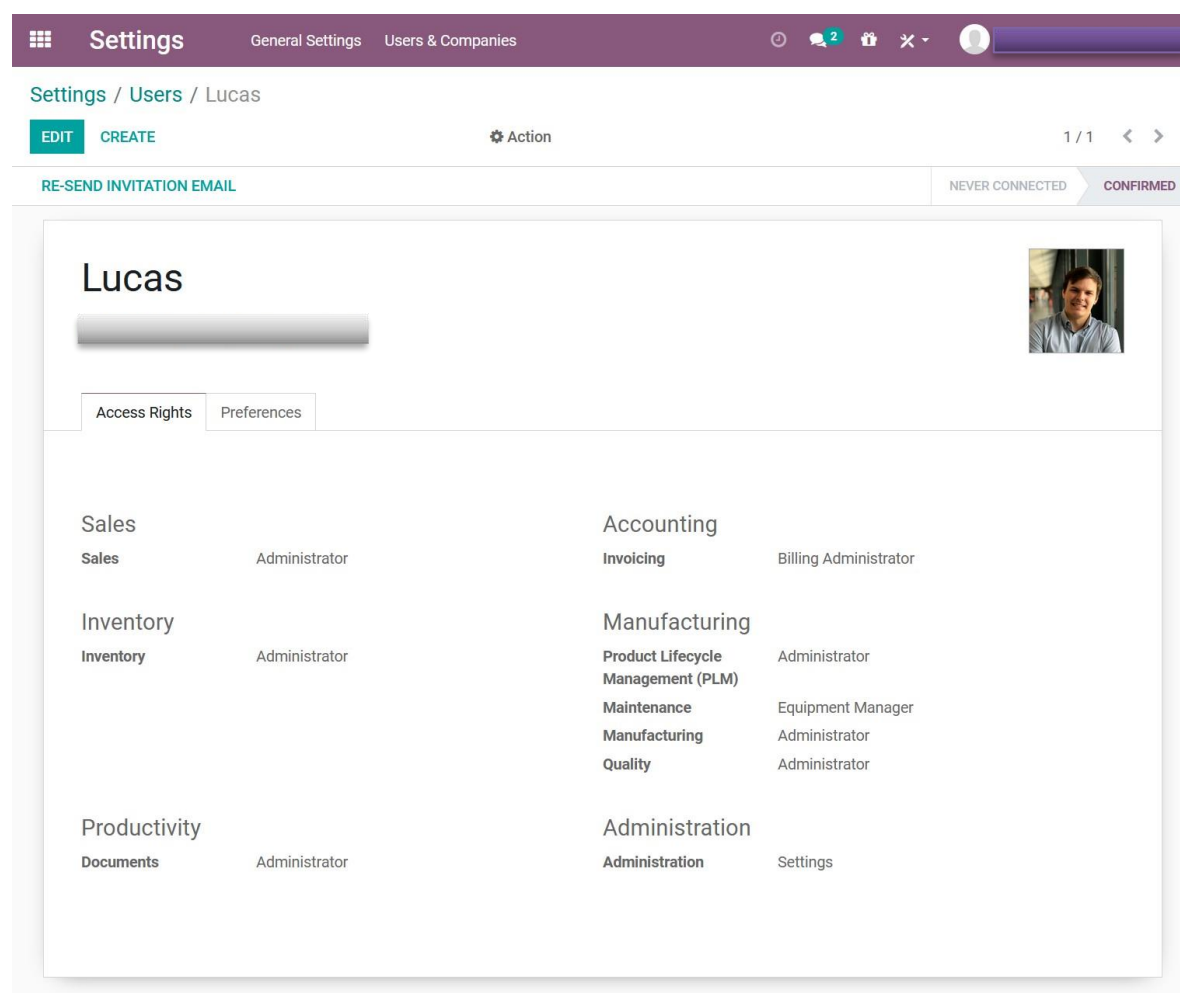 Settings General Settings Users & Companies 2
Settings / Users / Lucas
EDIT CREATE Action 1 / 1
RE-SEND INVITATION EMAIL NEVER CONNECTED CONFIRMED
Lucas
Access Rights Preferences
Sales Accounting
Sales Administrator Invoicing Billing Administrator
Inventory Manufacturing
Inventory Administrator Product Lifecycle Administrator
Management (PLM)
Maintenance Equipment Manager
Manufacturing Administrator
Quality Administrator
Productivity Administration
Documents Administrator Administration Settings